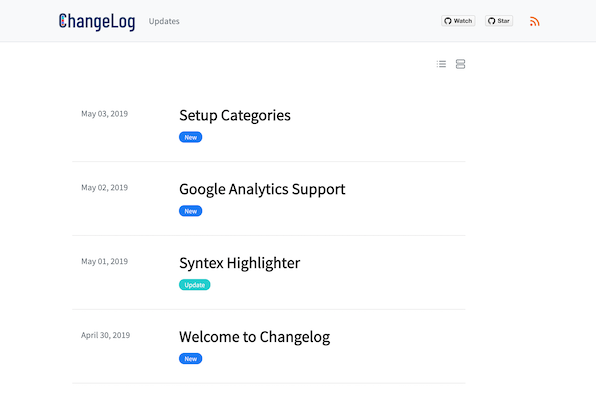 ChangeLog Updates Watch Star
May 03, 2019 Setup Categories
New
May 02, 2019 Google Analytics Support
New
May 01, 2019 Syntex Highlighter
Update
April 30, 2019 Welcome to Changelog
New